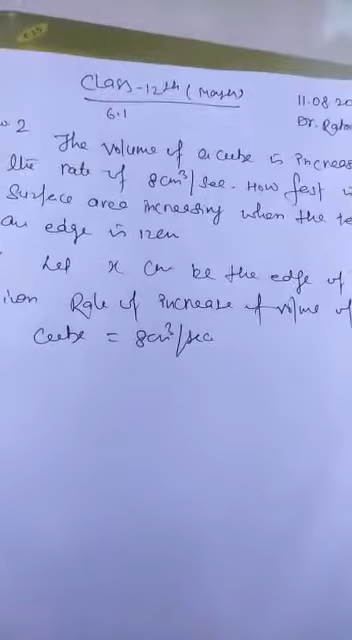 Class-12th (Maths)
6.1
11.08.20
Dr. Ratan
2 The volume of a cube is increas
the rate of 8cm³/sec. How fast i
Surface area increasing when the le
an edge is 12cm
Let x cm be the edge of
Rate of increase of volume of
Cube = 8cm³/sec